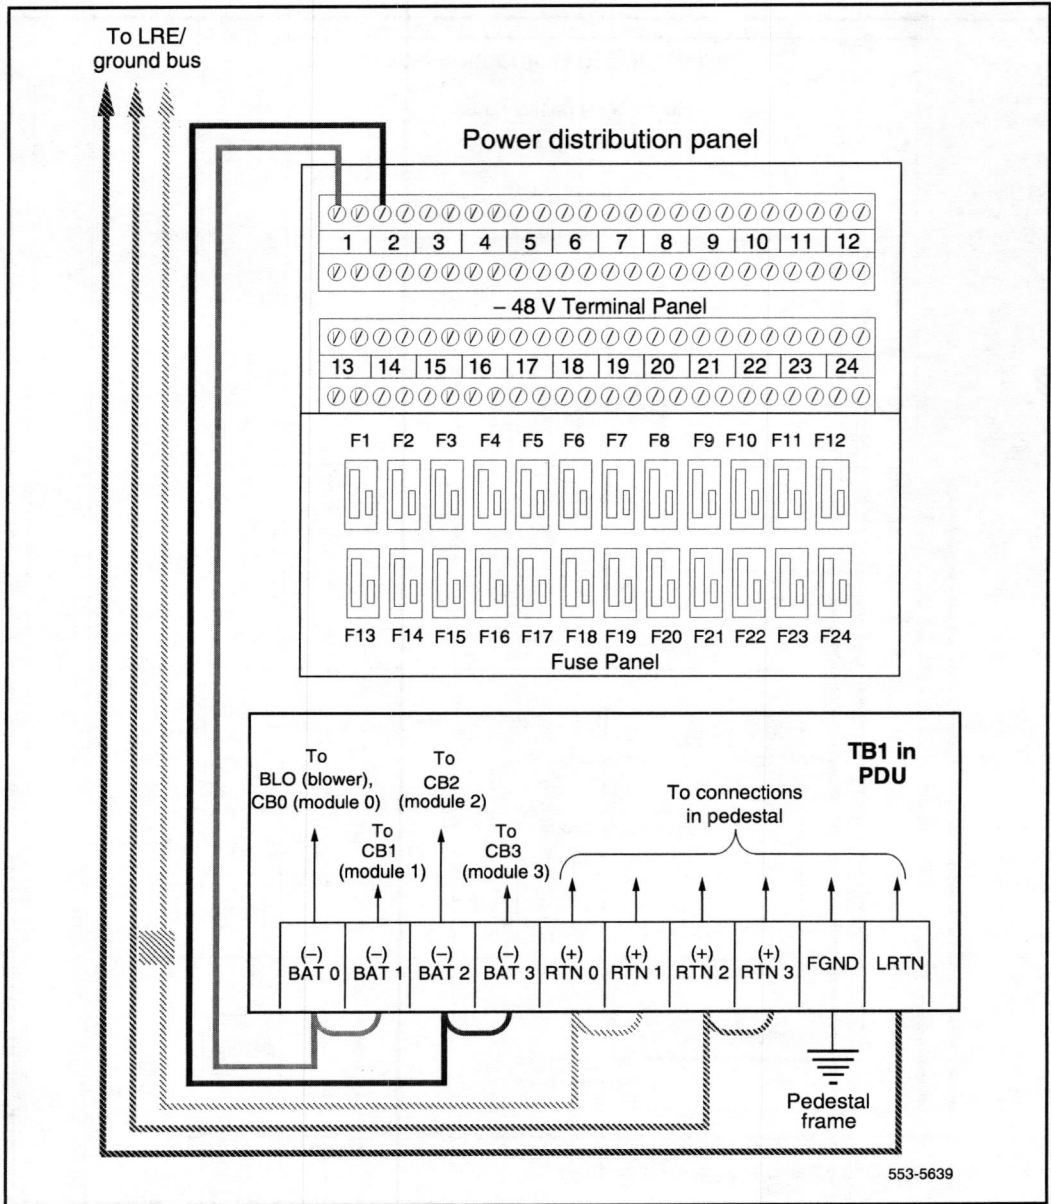 To LRE/
ground bus
Power distribution panel
1 2 3 4 5 6 7 8 9 10 11 12
– 48 V Terminal Panel
13 14 15 16 17 18 19 20 21 22 23 24
F1 F2 F3 F4 F5 F6 F7 F8 F9 F10 F11 F12
F13 F14 F15 F16 F17 F18 F19 F20 F21 F22 F23 F24
Fuse Panel
TB1 in
PDU
To
BLO (blower),
CB0 (module 0)
To
CB1
(module 1)
To
CB2
(module 2)
To
CB3
(module 3)
To connections
in pedestal
(–)
BAT 0
(–)
BAT 1
(–)
BAT 2
(–)
BAT 3
(+)
RTN 0
(+)
RTN 1
(+)
RTN 2
(+)
RTN 3
FGND
LRTN
Pedestal
frame
553-5639